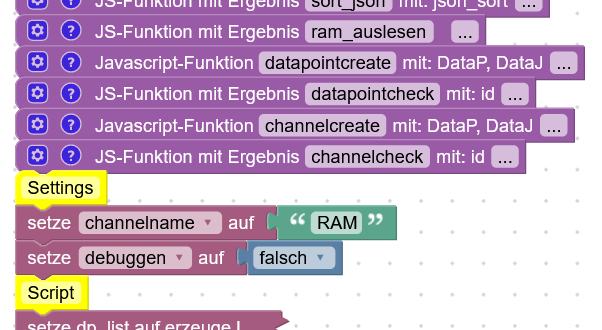 JS-Funktion mit Ergebnis sort_json mit: json_sort ...
JS-Funktion mit Ergebnis ram_auslesen ...
Javascript-Funktion datapointcreate mit: DataP, DataJ ...
JS-Funktion mit Ergebnis datapointcheck mit: id ...
Javascript-Funktion channelcreate mit: DataP, DataJ ...
JS-Funktion mit Ergebnis channelcheck mit: id ...
Settings
setze channelname ▾ auf “ RAM ”
setze debuggen ▾ auf falsch ▾
Script
setze dp_list auf erzeuge